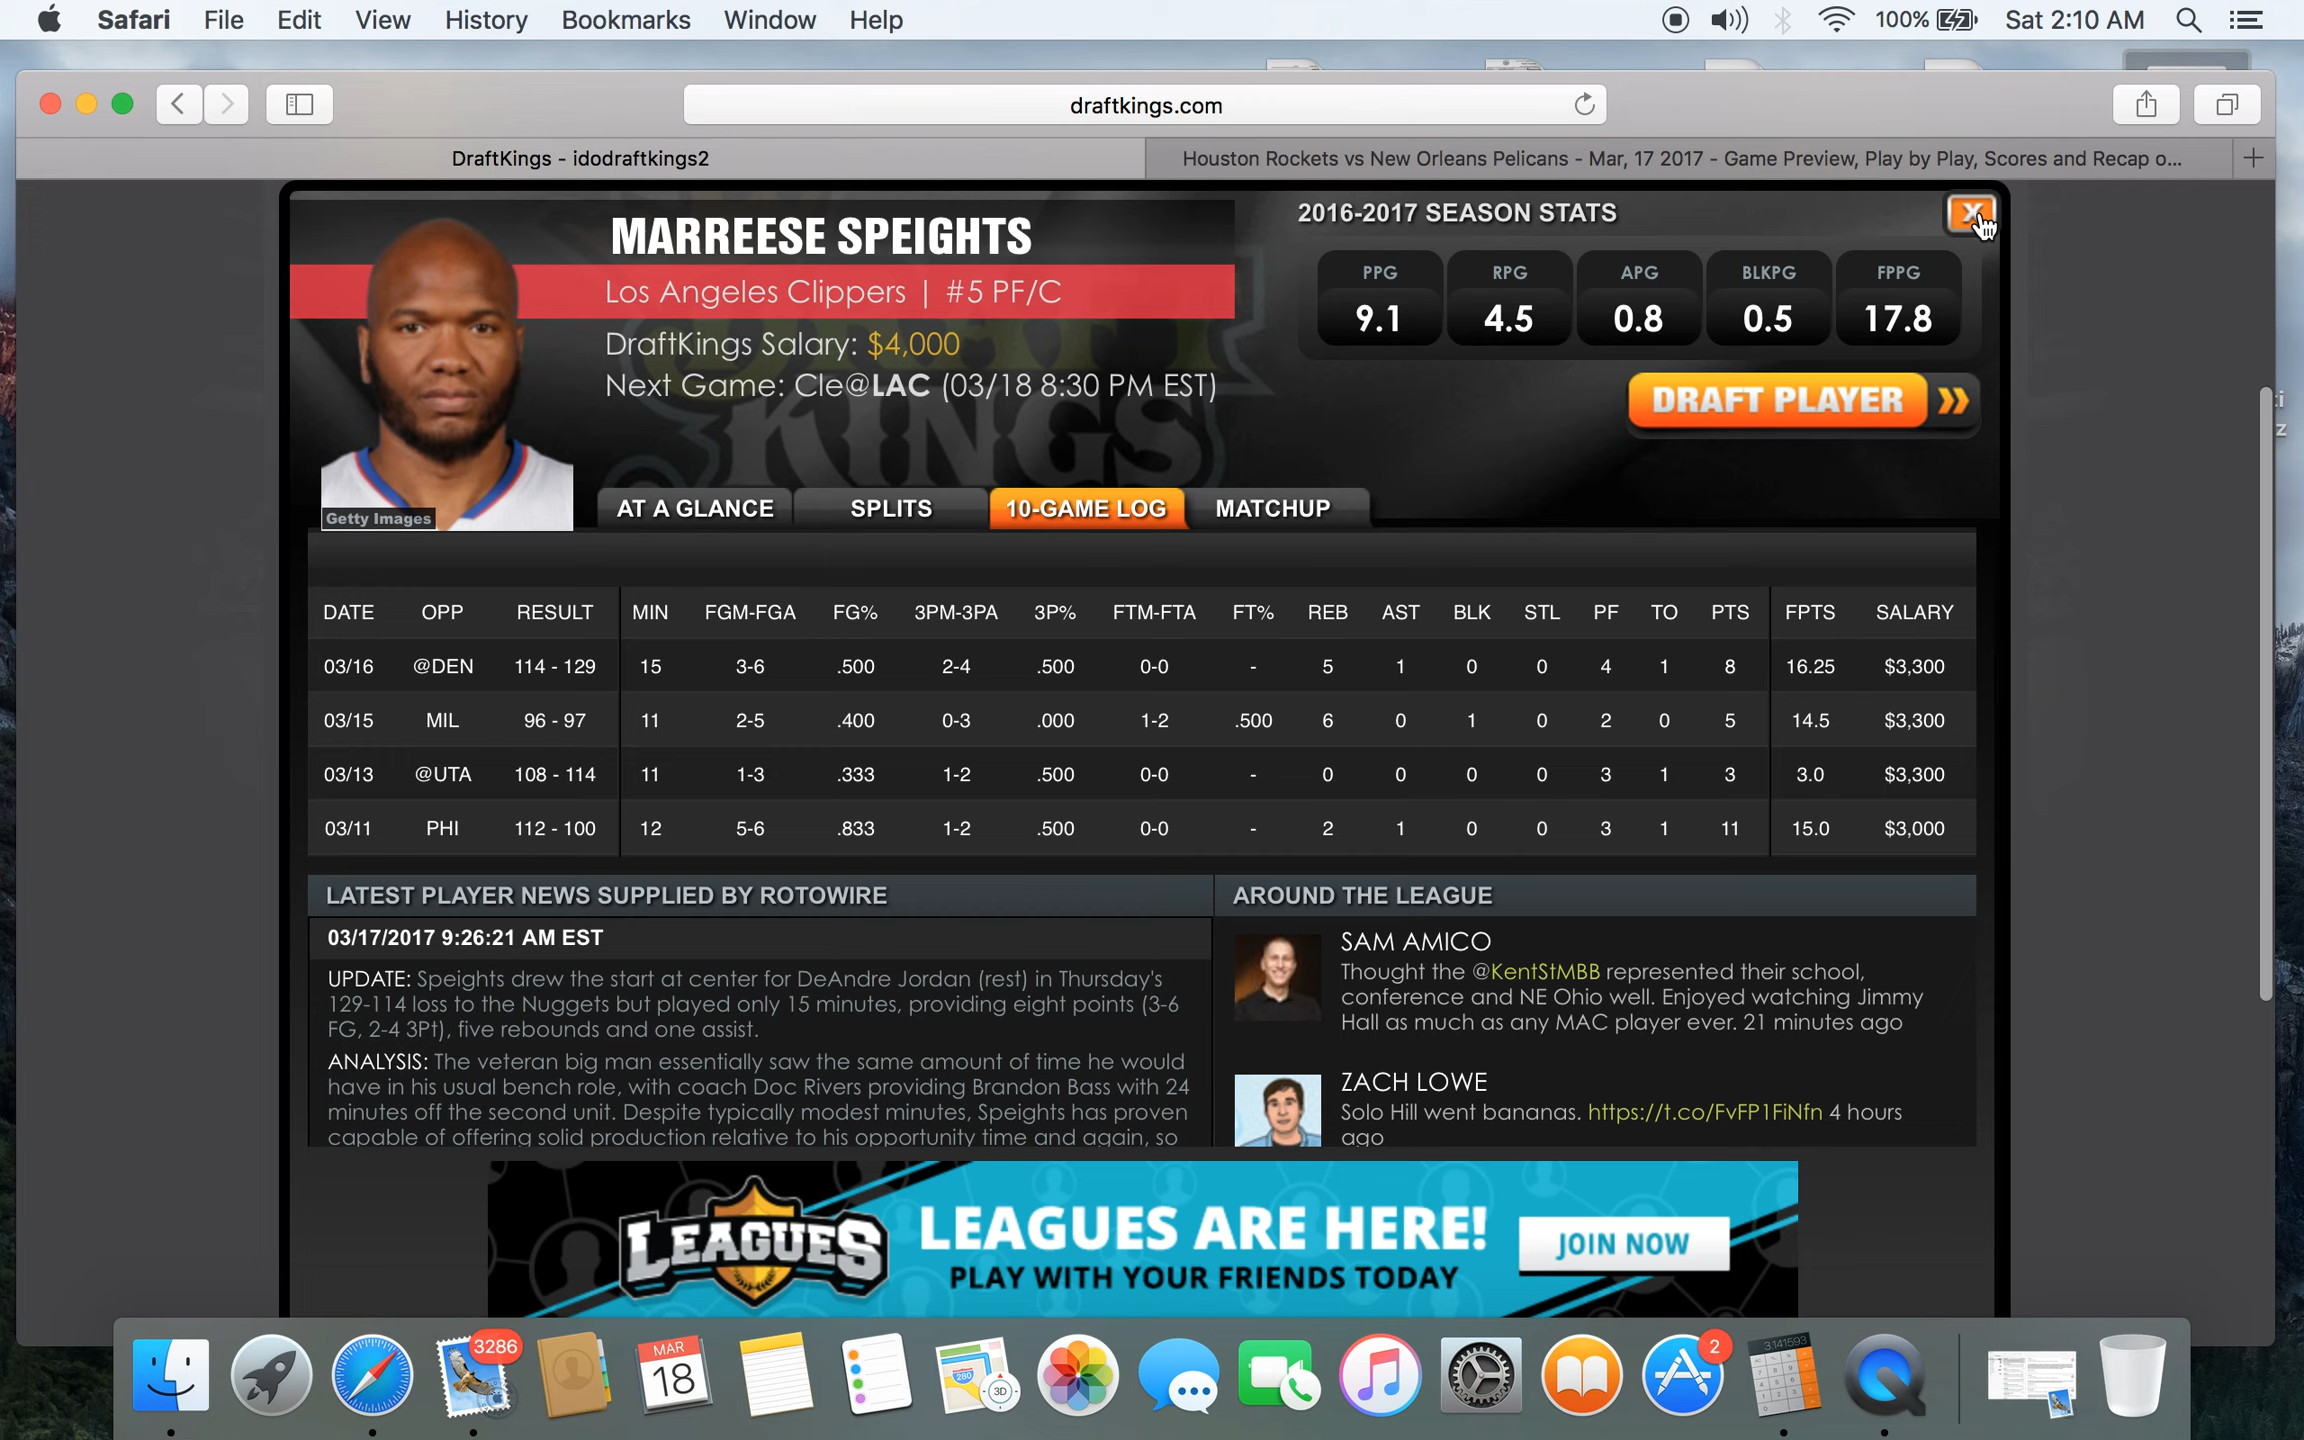 Safari File Edit View History Bookmarks Window Help 100% Sat 2:10 AM
draftkings.com
DraftKings - idodraftkings2
Houston Rockets vs New Orleans Pelicans - Mar, 17 2017 - Game Preview, Play by Play, Scores and Recap o...
MARREESE SPEIGHTS
Los Angeles Clippers | #5 PF/C
DraftKings Salary: $4,000
Next Game: Cle@LAC (03/18 8:30 PM EST)
Getty Images
2016-2017 SEASON STATS
X
PPG RPG APG BLKPG FPPG
9.1 4.5 0.8 0.5 17.8
DRAFT PLAYER
KINGS
AT A GLANCE SPLITS 10-GAME LOG MATCHUP
DATE OPP RESULT MIN FGM-FGA FG% 3PM-3PA 3P% FTM-FTA FT% REB AST BLK STL PF TO PTS FPTS SALARY
03/16 @DEN 114 - 129 15 3-6 .500 2-4 .500 0-0 - 5 1 0 0 4 1 8 16.25 $3,300
03/15 MIL 96 - 97 11 2-5 .400 0-3 .000 1-2 .500 6 0 1 0 2 0 5 14.5 $3,300
03/13 @UTA 108 - 114 11 1-3 .333 1-2 .500 0-0 - 0 0 0 0 3 1 3 3.0 $3,300
03/11 PHI 112 - 100 12 5-6 .833 1-2 .500 0-0 - 2 1 0 0 3 1 11 15.0 $3,000
LATEST PLAYER NEWS SUPPLIED BY ROTOWIRE
03/17/2017 9:26:21 AM EST
UPDATE: Speights drew the start at center for DeAndre Jordan (rest) in Thursday's
129-114 loss to the Nuggets but played only 15 minutes, providing eight points (3-6
FG, 2-4 3Pt), five rebounds and one assist.
ANALYSIS: The veteran big man essentially saw the same amount of time he would
have in his usual bench role, with coach Doc Rivers providing Brandon Bass with 24
minutes off the second unit. Despite typically modest minutes, Speights has proven
capable of offering solid production relative to his opportunity time and again, so
AROUND THE LEAGUE
SAM AMICO
Thought the @KentStMBB represented their school,
conference and NE Ohio well. Enjoyed watching Jimmy
Hall as much as any MAC player ever. 21 minutes ago
ZACH LOWE
Solo Hill went bananas. https://t.co/FvFP1FiNfn 4 hours
ago
LEAGUES
LEAGUES ARE HERE!
PLAY WITH YOUR FRIENDS TODAY
JOIN NOW
3286
MAR
18
280
3D
2
3.141593